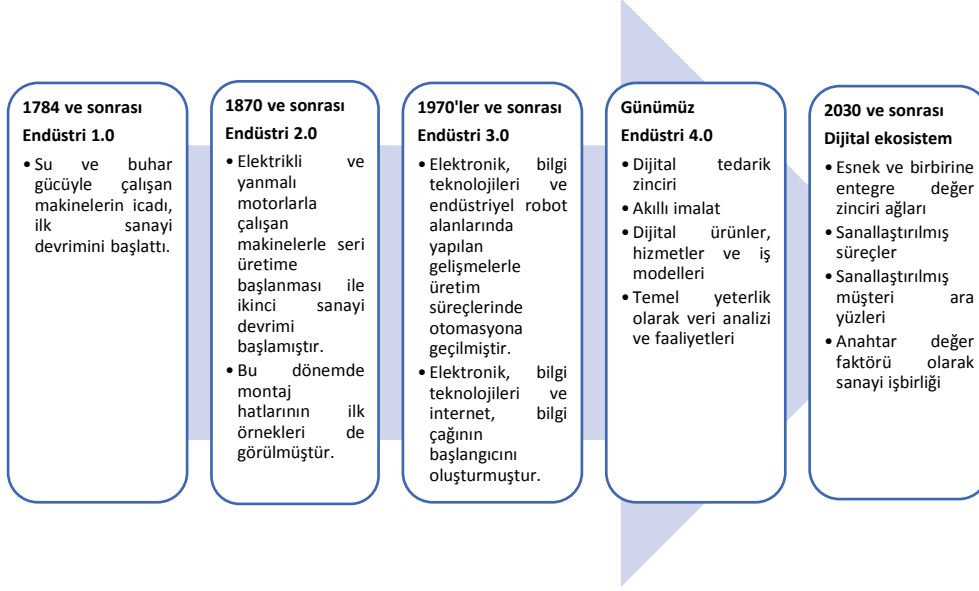 1784 ve sonrası
Endüstri 1.0
• Su ve buhar
gücüyle çalışan
makinelerin icadı,
ilk sanayi
devrimini başlattı.
1870 ve sonrası
Endüstri 2.0
• Elektrikli ve
yanmalı
motorlarla
çalışan
makinelerle seri
üretime
başlanması ile
ikinci sanayi
devrimi
başlamıştır.
• Bu dönemde
montaj
hatlarının ilk
örnekleri de
görülmüştür.
1970'ler ve sonrası
Endüstri 3.0
• Elektronik, bilgi
teknolojileri ve
endüstriyel robot
alanlarında
yapılan
gelişmelerle
üretim
süreçlerinde
otomasyona
geçilmiştir.
• Elektronik, bilgi
teknolojileri ve
internet, bilgi
çağının
başlangıcını
oluşturmuştur.
Günümüz
Endüstri 4.0
• Dijital tedarik
zinciri
• Akıllı imalat
• Dijital ürünler,
hizmetler ve iş
modelleri
• Temel yeterlik
olarak veri analizi
ve faaliyetleri
2030 ve sonrası
Dijital ekosistem
• Esnek ve birbirine
entegre değer
zinciri ağları
• Sanallaştırılmış
süreçler
• Sanallaştırılmış
müşteri ara
yüzleri
• Anahtar değer
faktörü olarak
sanayi işbirliği